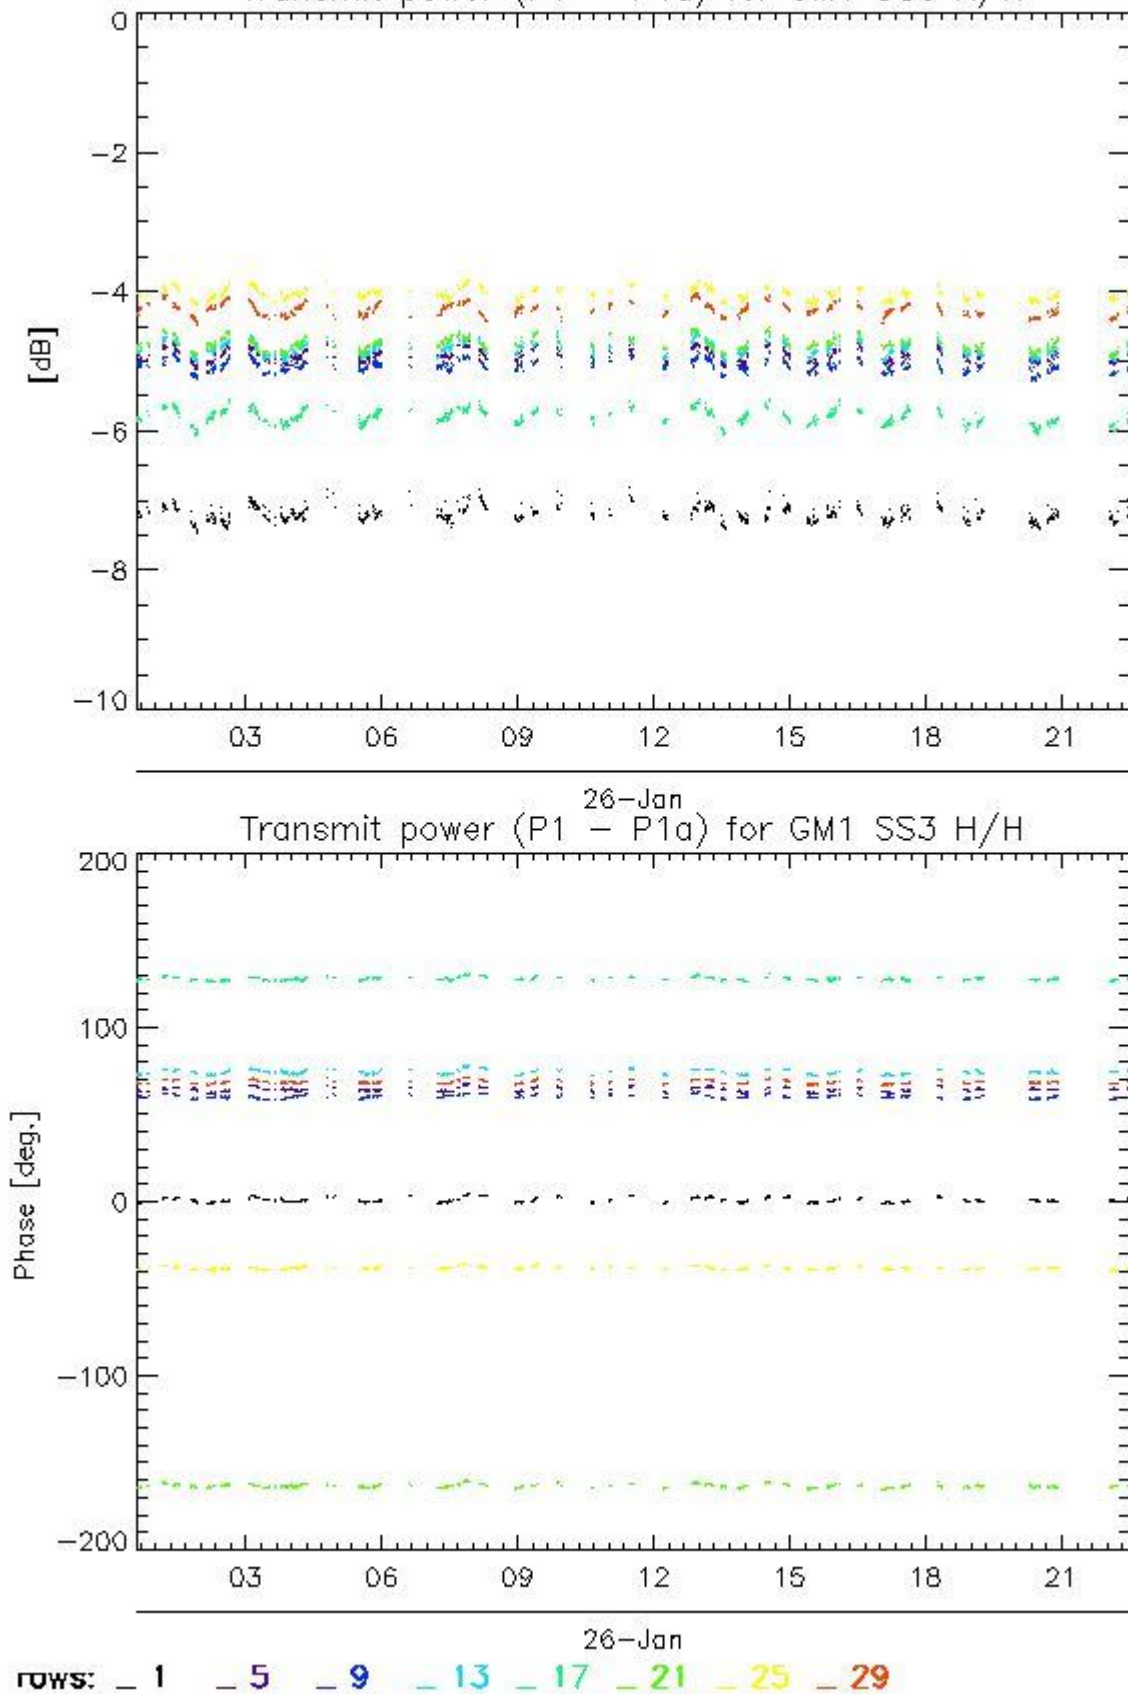 0
-2
-4
[dB]
-6
-8
-10
03 06 09 12 15 18 21
26-Jan
Transmit power (P1 - P1a) for GM1 SS3 H/H
200
100
0
Phase [deg.]
-100
-200
03 06 09 12 15 18 21
26-Jan
rows: _ 1 _ 5 _ 9 _ 13 _ 17 _ 21 _ 25 _ 29